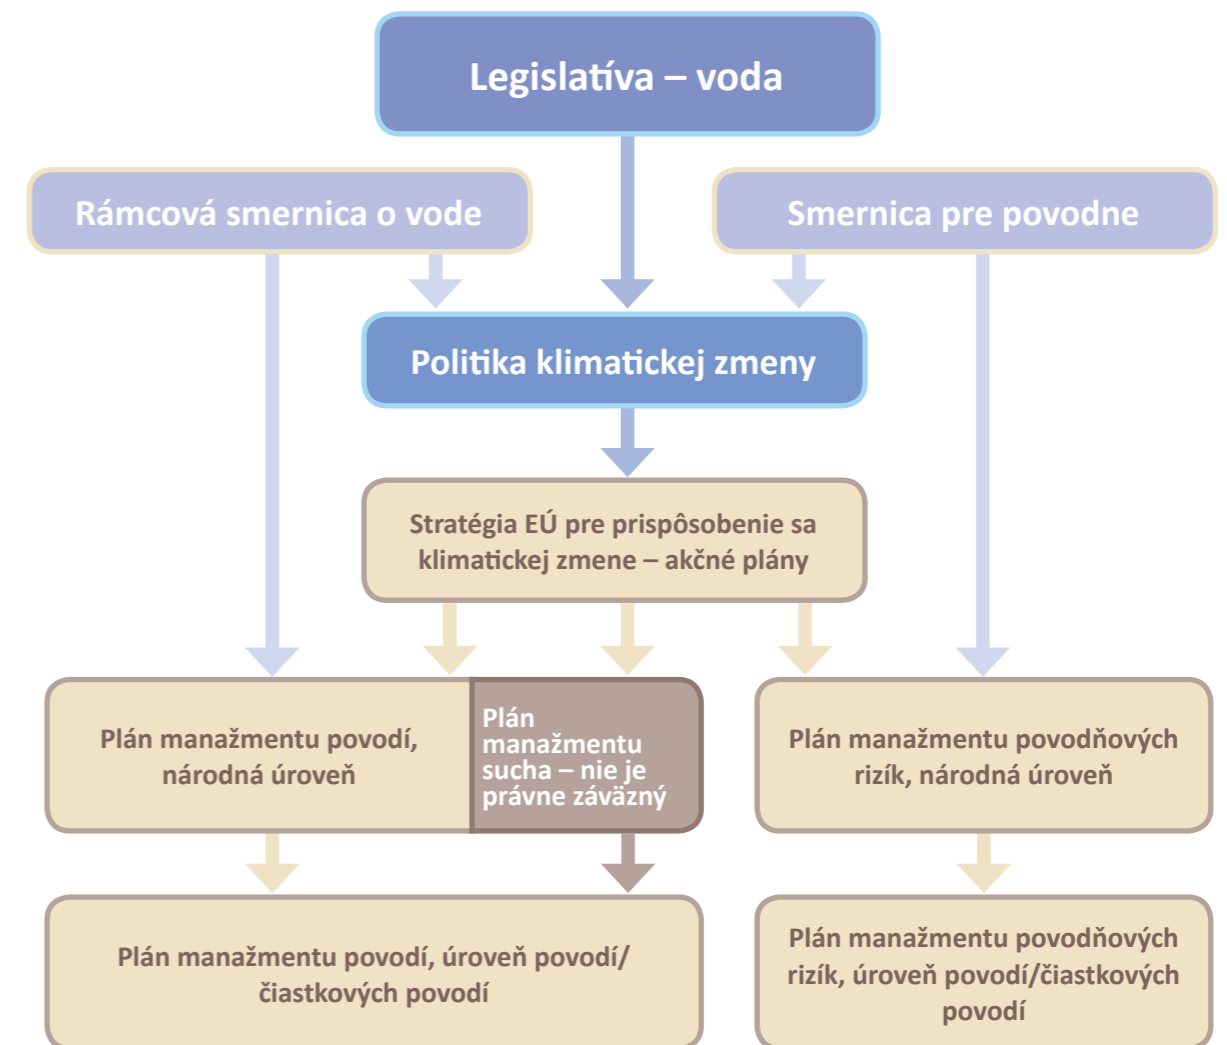 Legislatíva – voda
Rámcová smernica o vode
Smernica pre povodne
Politika klimatickej zmeny
Stratégia EÚ pre prispôsobenie sa
klimatickej zmene – akčné plány
Plán manažmentu povodí,
národná úroveň
Plán
manažmentu
sucha – nie je
právne záväzný
Plán manažmentu povodňových
rizík, národná úroveň
Plán manažmentu povodí, úroveň povodí/
čiastkových povodí
Plán manažmentu povodňových
rizík, úroveň povodí/čiastkových
povodí